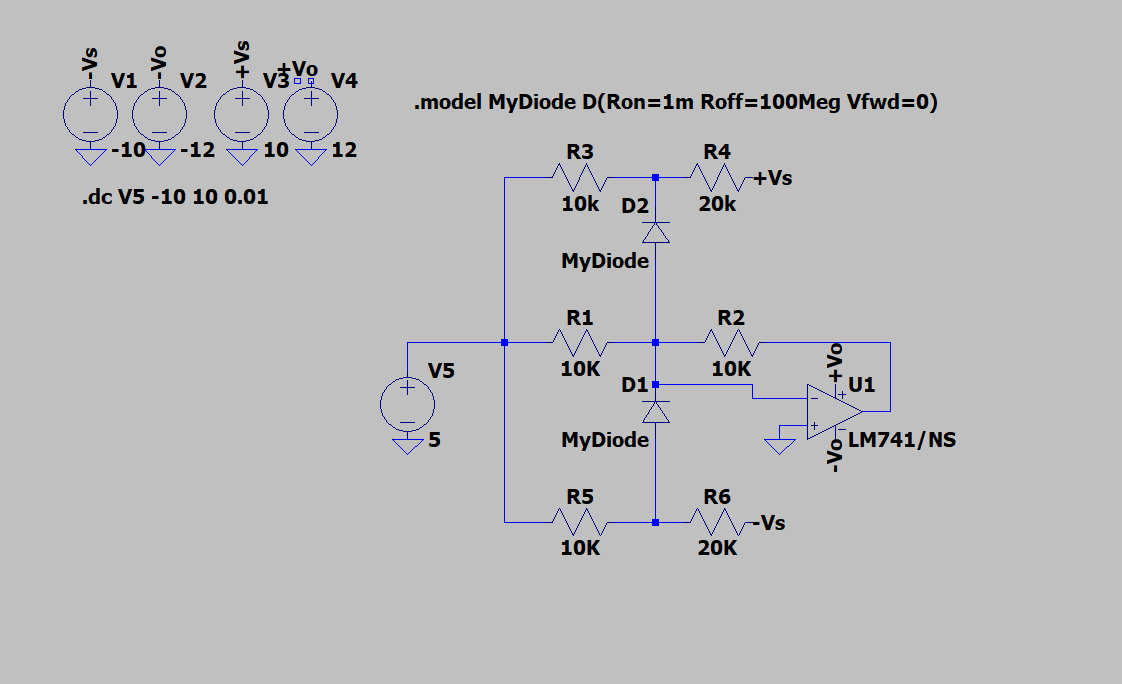 -Vs
V1
-10
-Vo
V2
-12
+Vs
V3
10
+Vo
V4
12
.model MyDiode D(Ron=1m Roff=100Meg Vfwd=0)
.dc V5 -10 10 0.01
R3
10k
R4
20k
+Vs
D2
MyDiode
R1
10K
R2
10K
V5
5
D1
MyDiode
+Vo
U1
LM741/NS
-Vo
R5
10K
R6
20K
-Vs